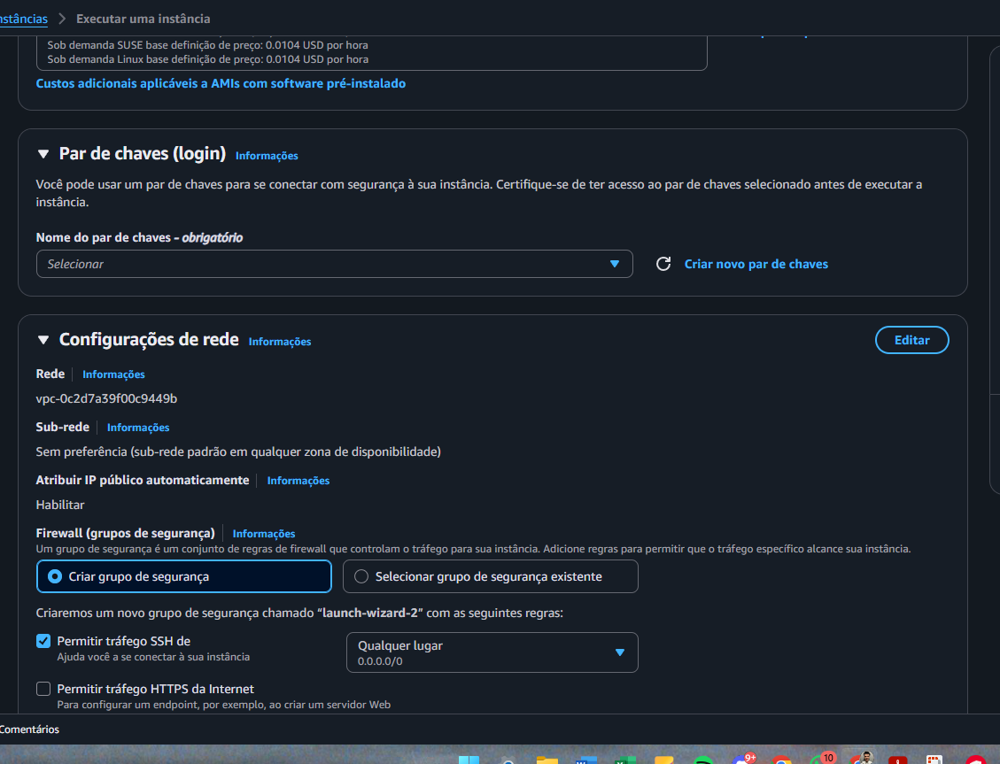 nstâncias > Executar uma instância
Sob demanda SUSE base definição de preço: 0.0104 USD por hora
Sob demanda Linux base definição de preço: 0.0104 USD por hora
Custos adicionais aplicáveis a AMIs com software pré-instalado
Par de chaves (login) Informações
Você pode usar um par de chaves para se conectar com segurança à sua instância. Certifique-se de ter acesso ao par de chaves selecionado antes de executar a
instância.
Nome do par de chaves - obrigatório
Selecionar
Criar novo par de chaves
Configurações de rede Informações
Editar
Rede Informações
vpc-0c2d7a39f00c9449b
Sub-rede Informações
Sem preferência (sub-rede padrão em qualquer zona de disponibilidade)
Atribuir IP público automaticamente Informações
Habilitar
Firewall (grupos de segurança) Informações
Um grupo de segurança é um conjunto de regras de firewall que controlam o tráfego para sua instância. Adicione regras para permitir que o tráfego específico alcance sua instância.
Criar grupo de segurança
Selecionar grupo de segurança existente
Criaremos um novo grupo de segurança chamado “launch-wizard-2” com as seguintes regras:
Permitir tráfego SSH de
Ajuda você a se conectar à sua instância
Qualquer lugar
0.0.0.0/0
Permitir tráfego HTTPS da Internet
Para configurar um endpoint, por exemplo, ao criar um servidor Web
Comentários
9+
10